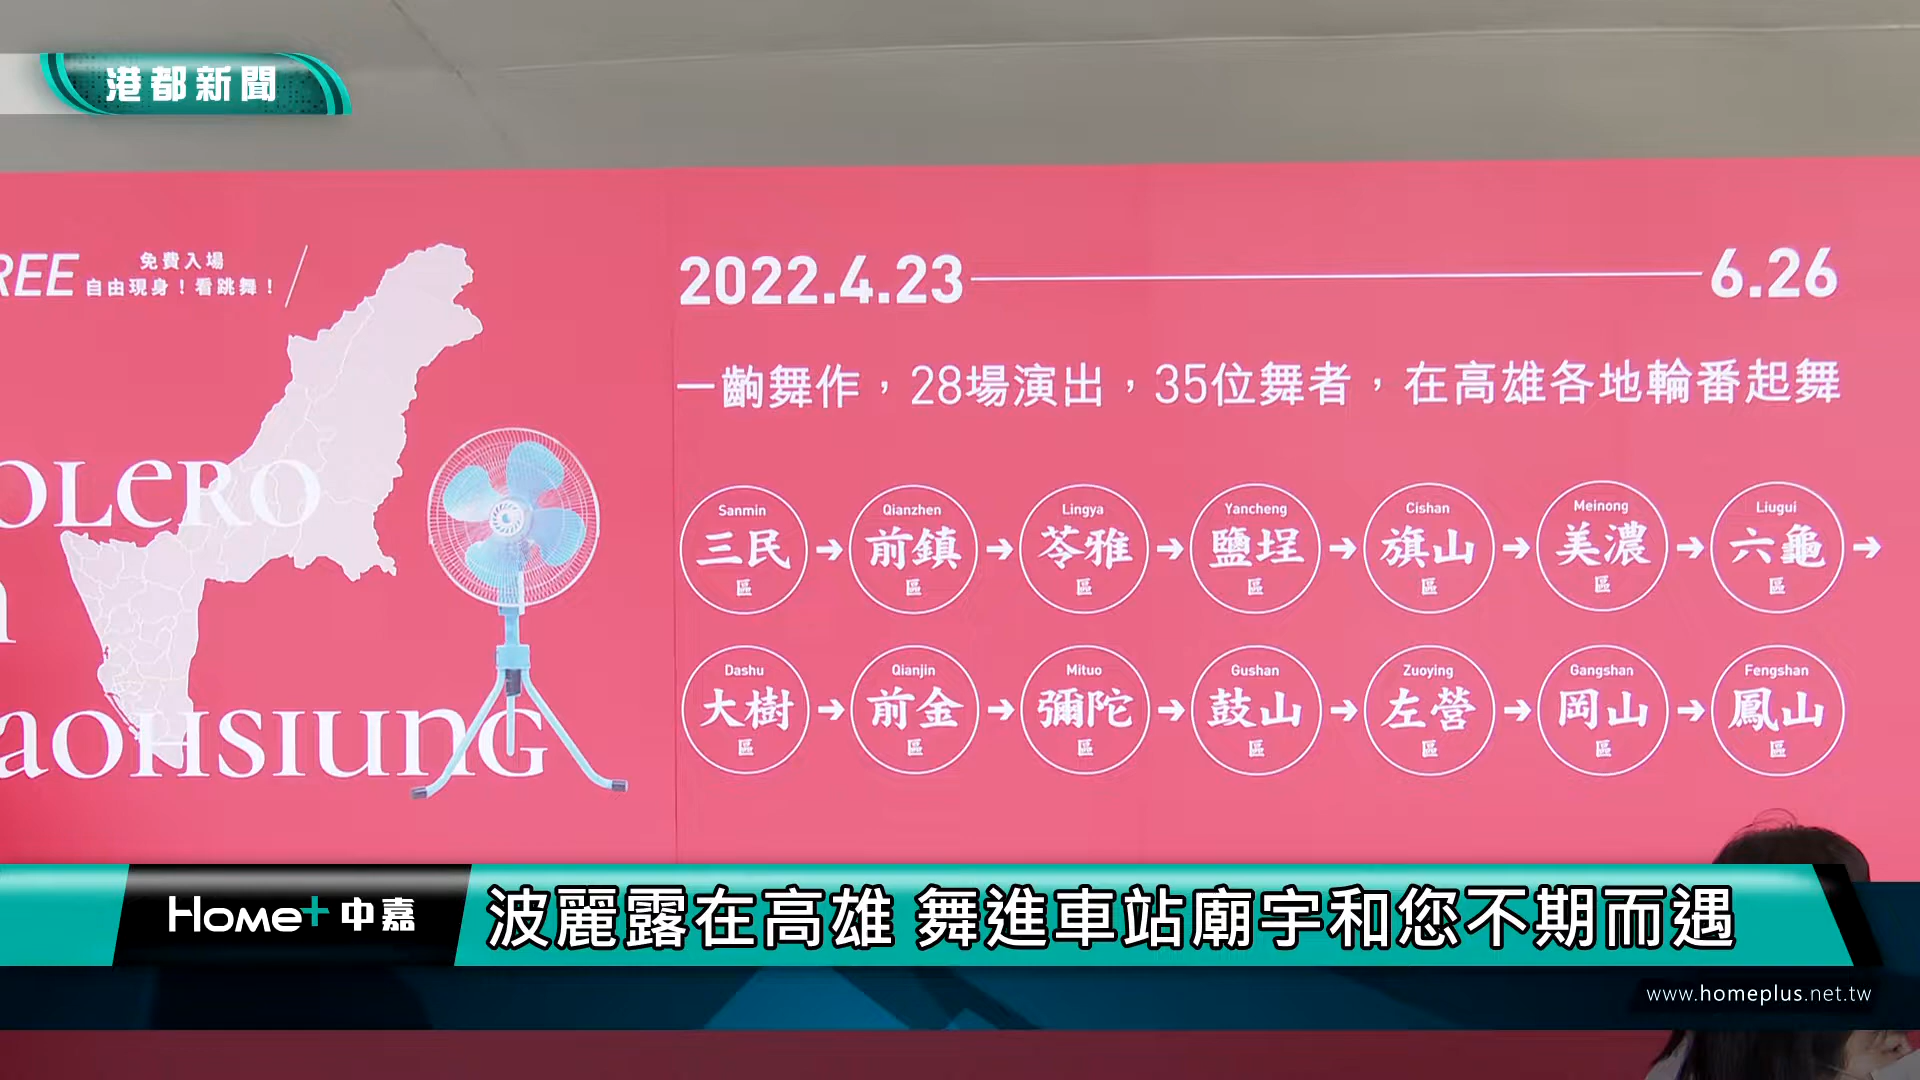 港都新聞
REE
免費入場
自由現身！看跳舞！
2022.4.23
6.26
一齣舞作，28場演出，35位舞者，在高雄各地輪番起舞
OLERO
Sanmin
三民
區
Qianzhen
前鎮
區
Lingya
苓雅
區
Yancheng
鹽埕
區
Cishan
旗山
區
Meinong
美濃
區
Liugui
六龜
區
Dashu
大樹
區
Qianjin
前金
區
Mituo
彌陀
區
Gushan
鼓山
區
Zuoying
左營
區
Gangshan
岡山
區
Fengshan
鳳山
區
AOHSIUNG
Home+ 中嘉
波麗露在高雄 舞進車站廟宇和您不期而遇
www.homeplus.net.tw